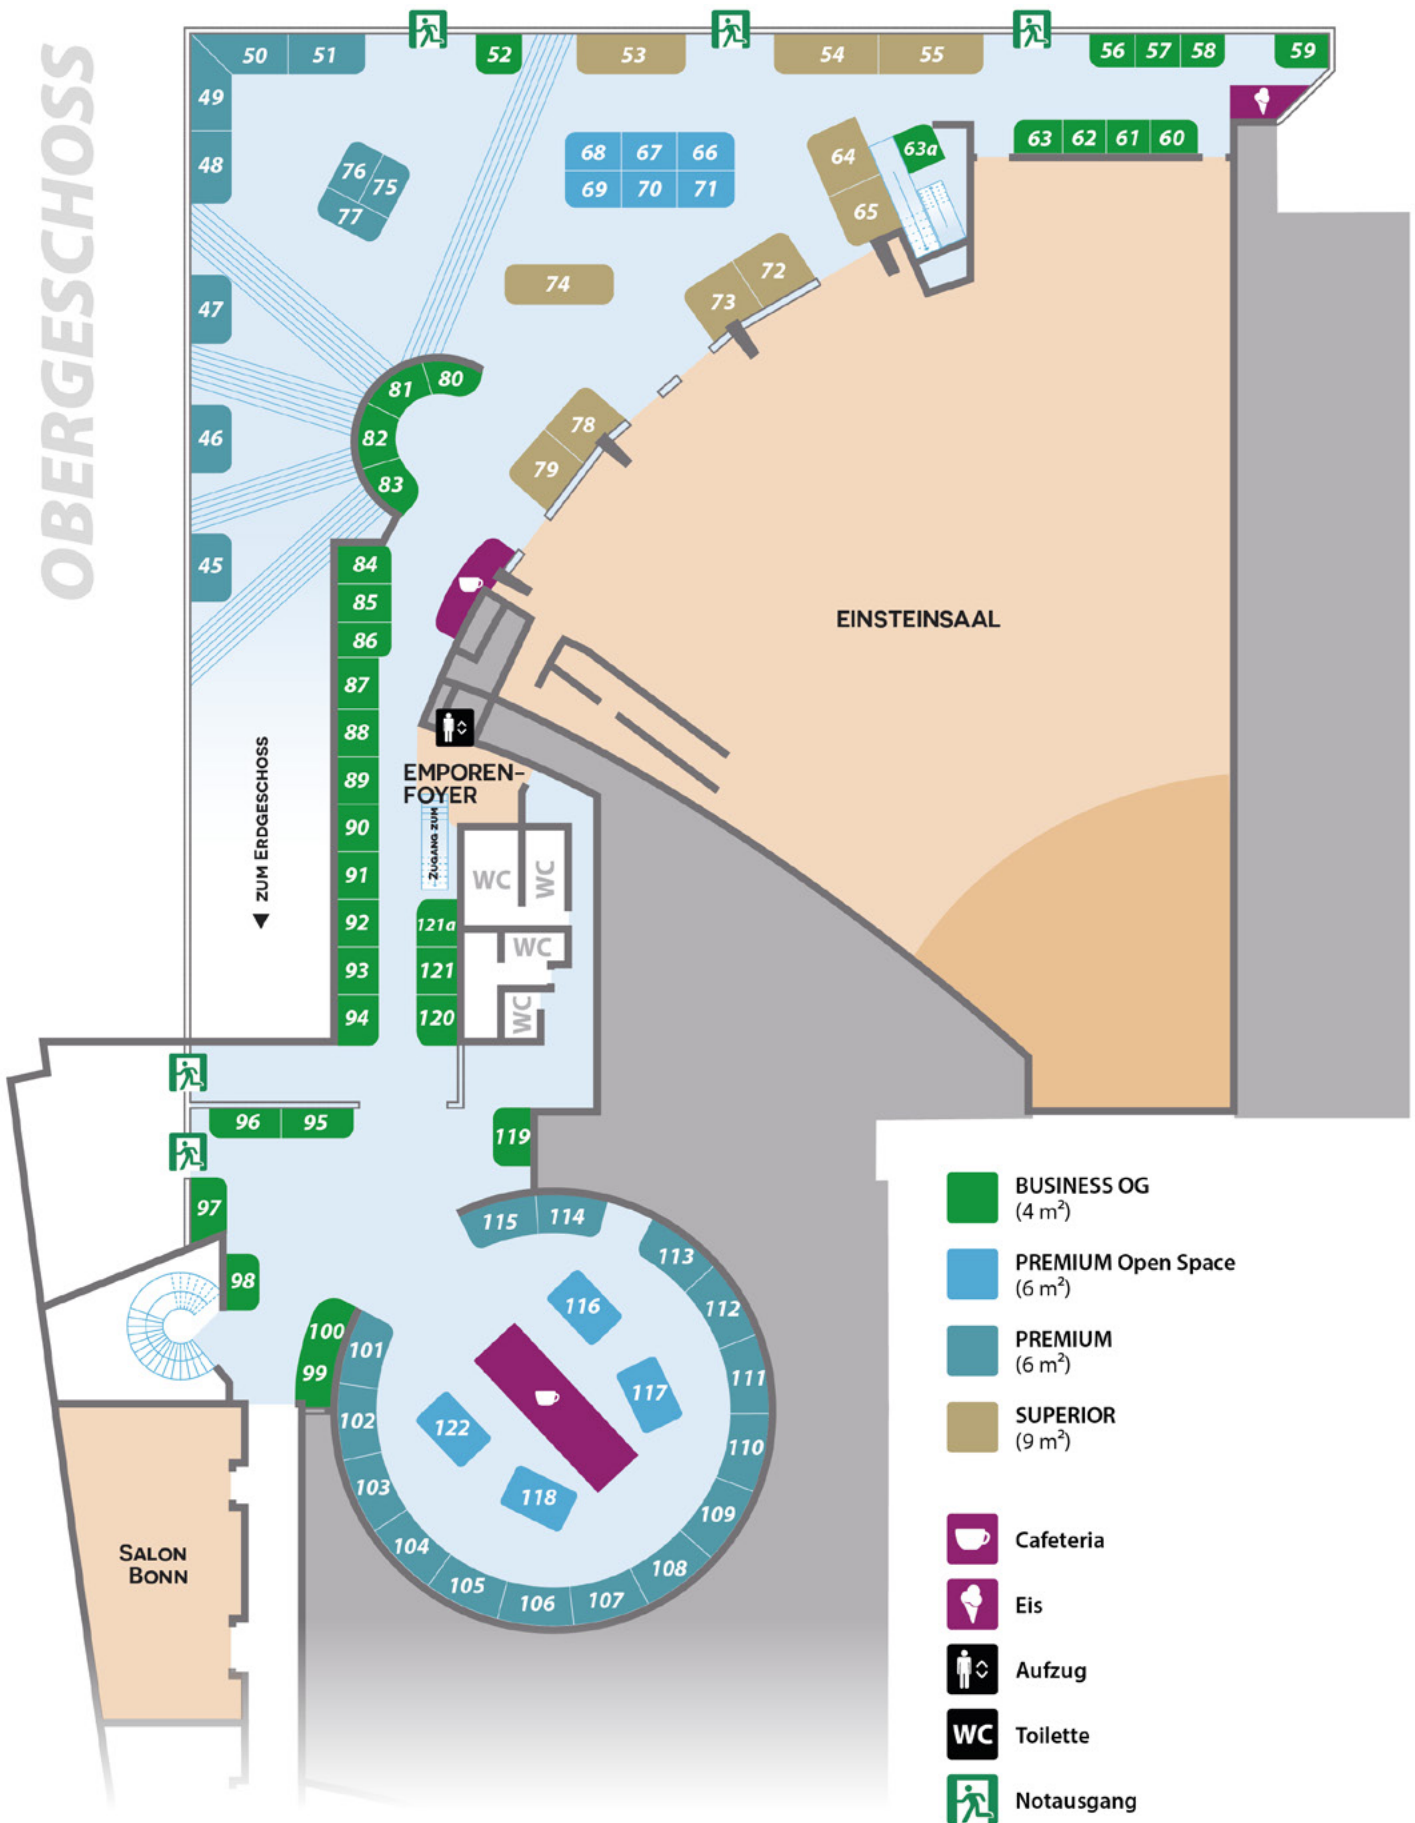 OBERGESCHOSS
50 51 52 53 54 55 56 57 58 59
49
48
76 75
77
68 67 66
69 70 71
64
65
63a
63 62 61 60
47
74
73 72
46
81 80
82
83
78
79
45
84
85
86
87
88
89
90
91
92
93
94
EINSTEINSAAL
EMPOREN-
FOYER
ZUGANG ZUM
ZUM ERDGESCHOSS
WC
WC
WC
WC
121a
121
120
96 95
119
97
98
100
99
115 114
113
112
111
110
109
108
107
106
105
104
103
102
101
116
117
122
118
SALON
BONN
BUSINESS OG
(4 m²)
PREMIUM Open Space
(6 m²)
PREMIUM
(6 m²)
SUPERIOR
(9 m²)
Cafeteria
Eis
Aufzug
WC Toilette
Notausgang